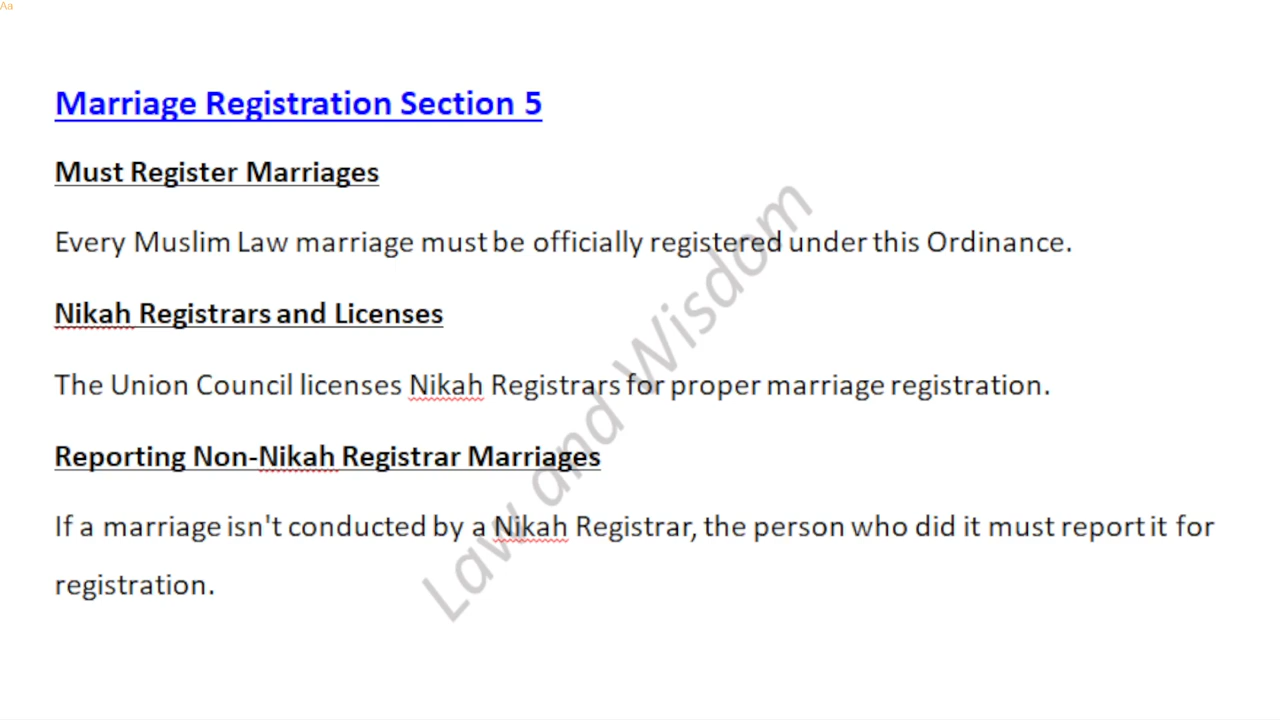 Aa
Marriage Registration Section 5
Must Register Marriages
Every Muslim Law marriage must be officially registered under this Ordinance.
Nikah Registrars and Licenses
The Union Council licenses Nikah Registrars for proper marriage registration.
Reporting Non-Nikah Registrar Marriages
If a marriage isn't conducted by a Nikah Registrar, the person who did it must report it for
registration.
Law and Wisdom